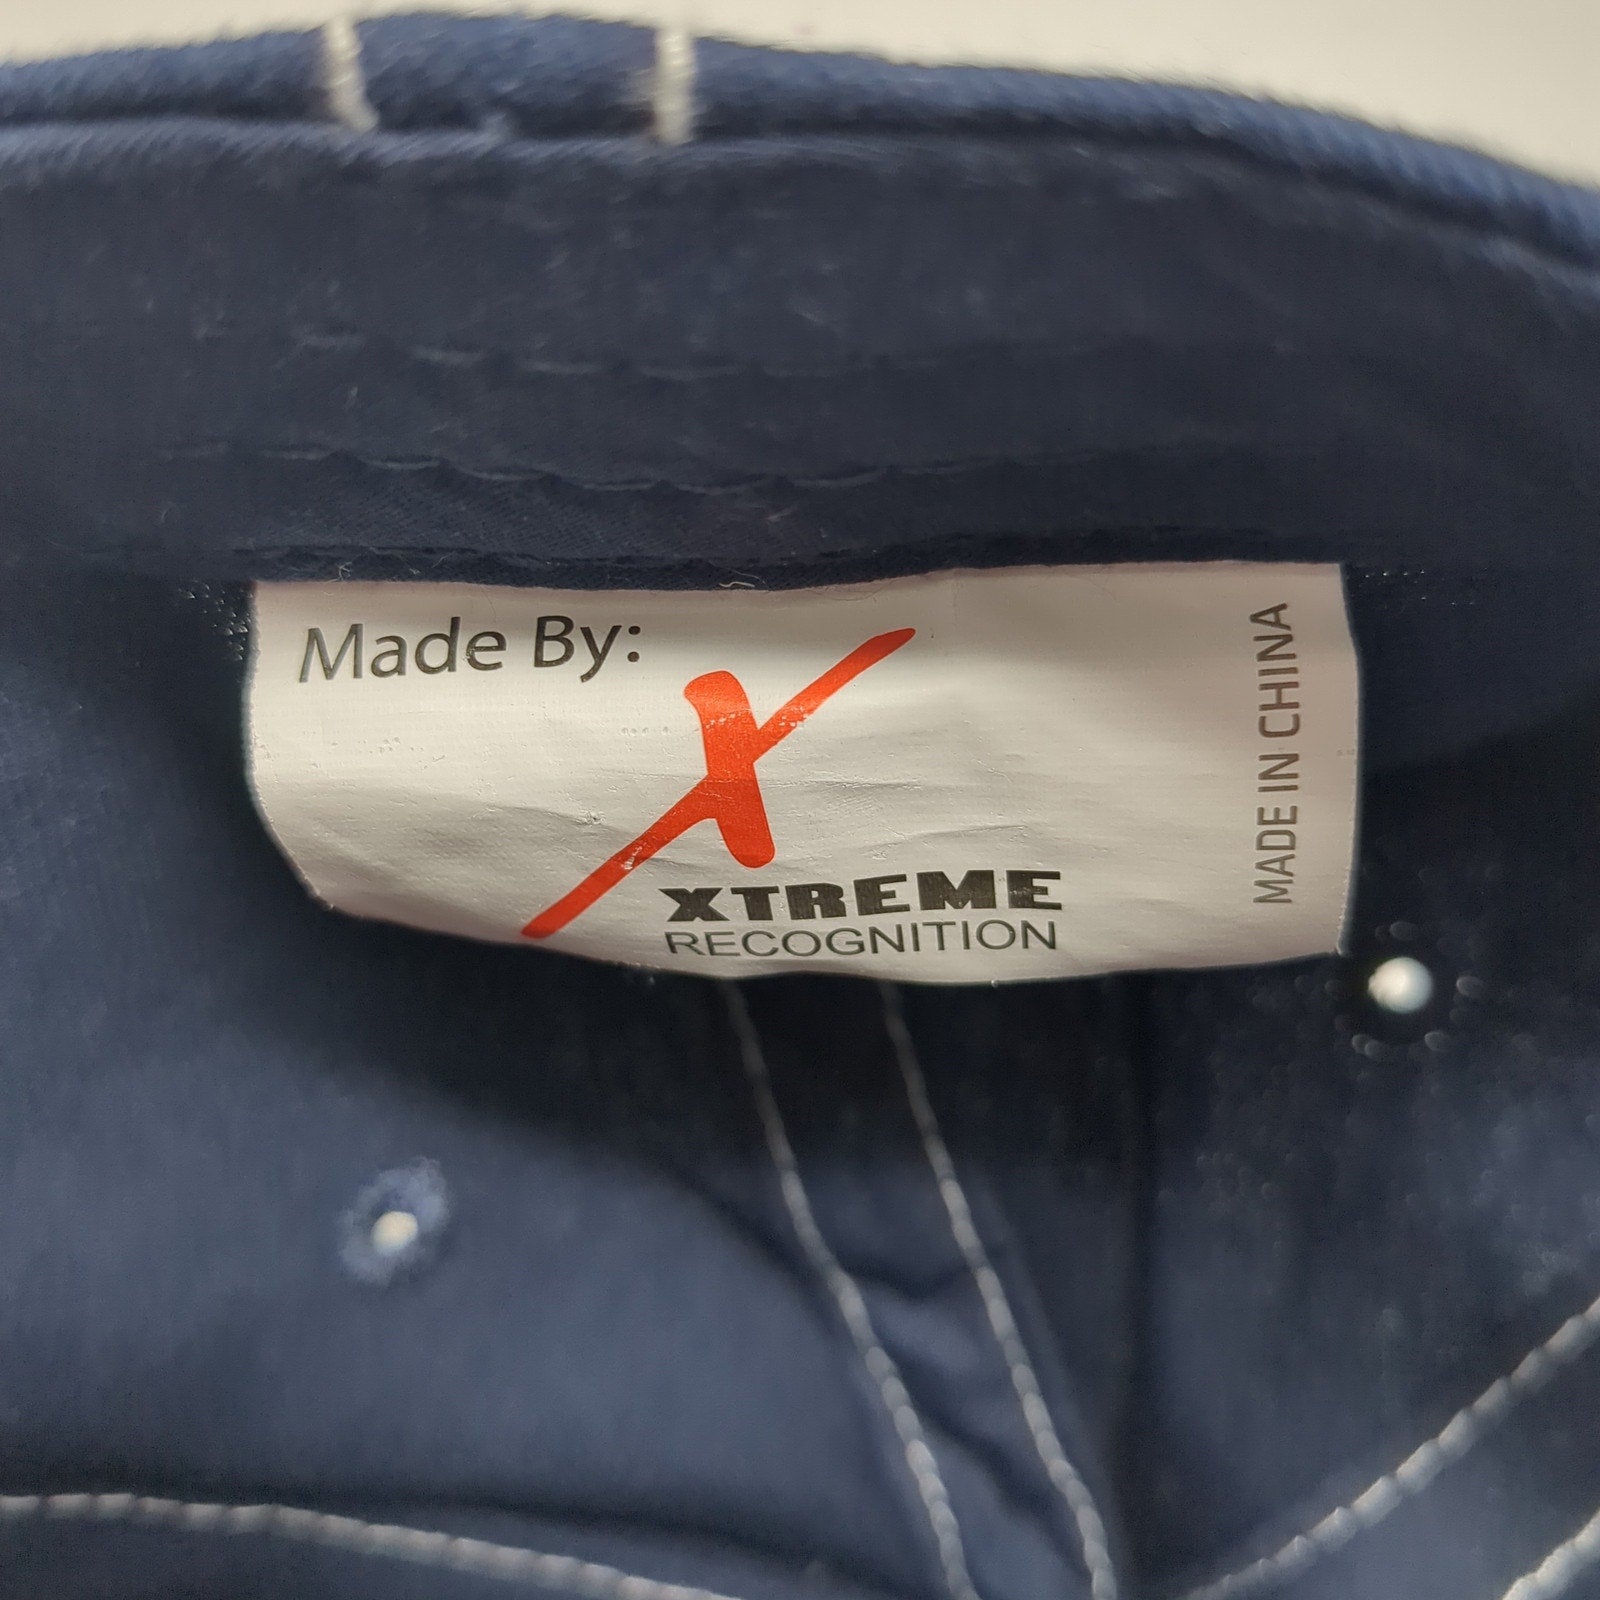 Made By:
X
XTREME
RECOGNITION
MADE IN CHINA